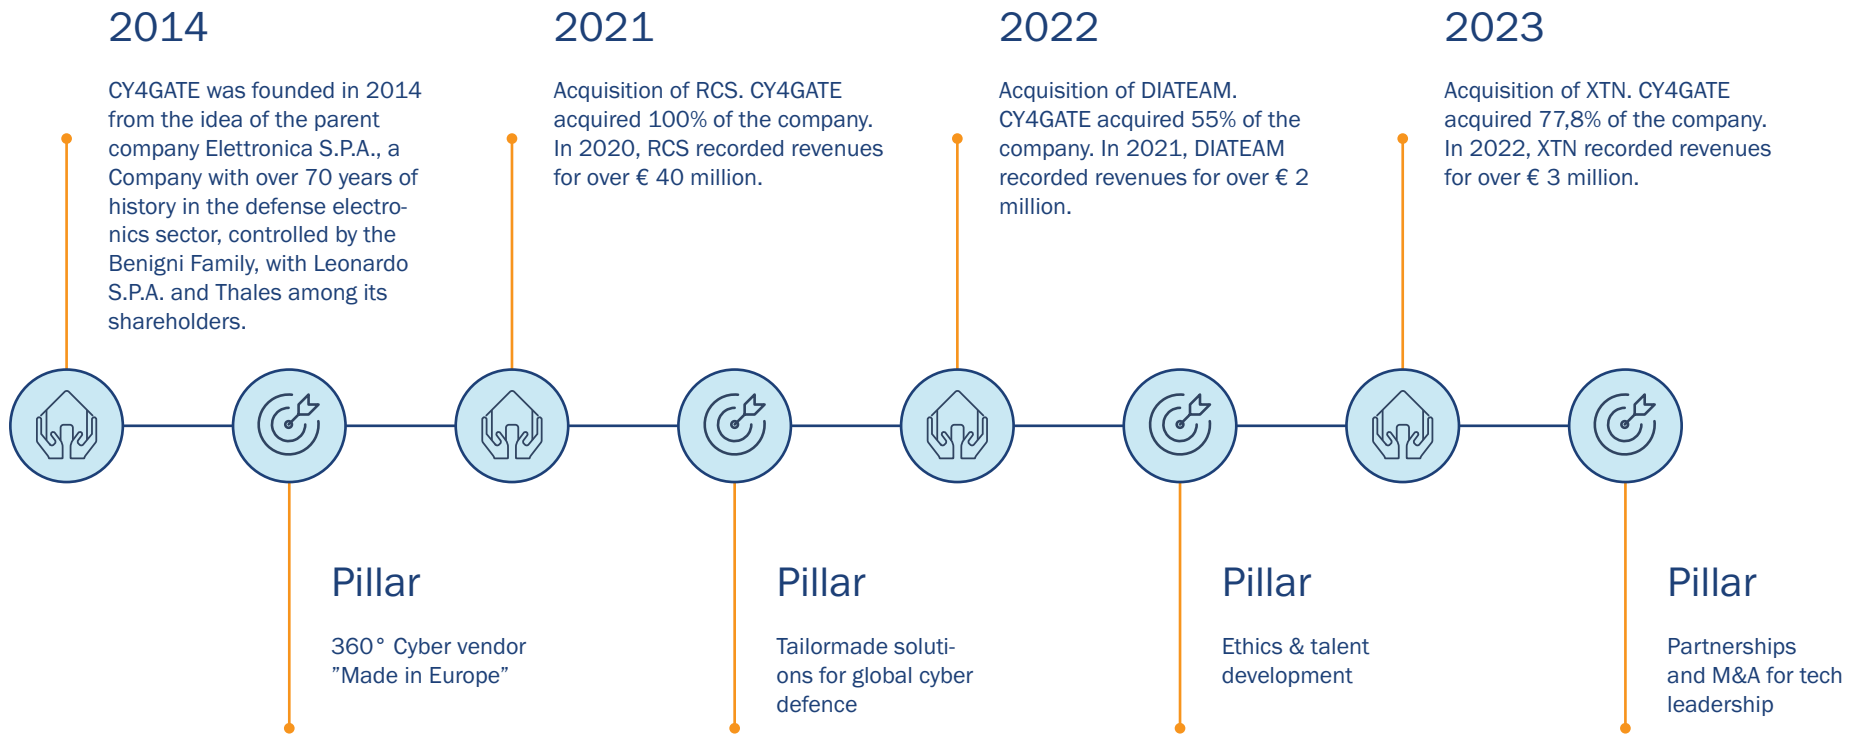 2014
CY4GATE was founded in 2014
from the idea of the parent
company Elettronica S.P.A., a
Company with over 70 years of
history in the defense electro-
nics sector, controlled by the
Benigni Family, with Leonardo
S.P.A. and Thales among its
shareholders.
2021
Acquisition of RCS. CY4GATE
acquired 100% of the company.
In 2020, RCS recorded revenues
for over € 40 million.
2022
Acquisition of DIATEAM.
CY4GATE acquired 55% of the
company. In 2021, DIATEAM
recorded revenues for over € 2
million.
2023
Acquisition of XTN. CY4GATE
acquired 77,8% of the company.
In 2022, XTN recorded revenues
for over € 3 million.
Pillar
360° Cyber vendor
”Made in Europe”
Pillar
Tailormade soluti-
ons for global cyber
defence
Pillar
Ethics & talent
development
Pillar
Partnerships
and M&A for tech
leadership